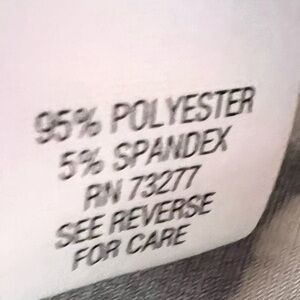 95% POLYESTER
5% SPANDEX
RN 73277
SEE REVERSE
FOR CARE